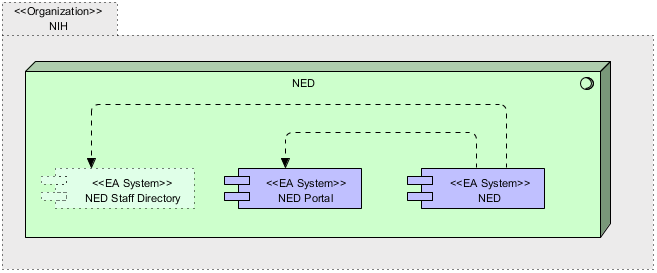 <<Organization>>
NIH
NED
<<EA System>>
NED Staff Directory
<<EA System>>
NED Portal
<<EA System>>
NED